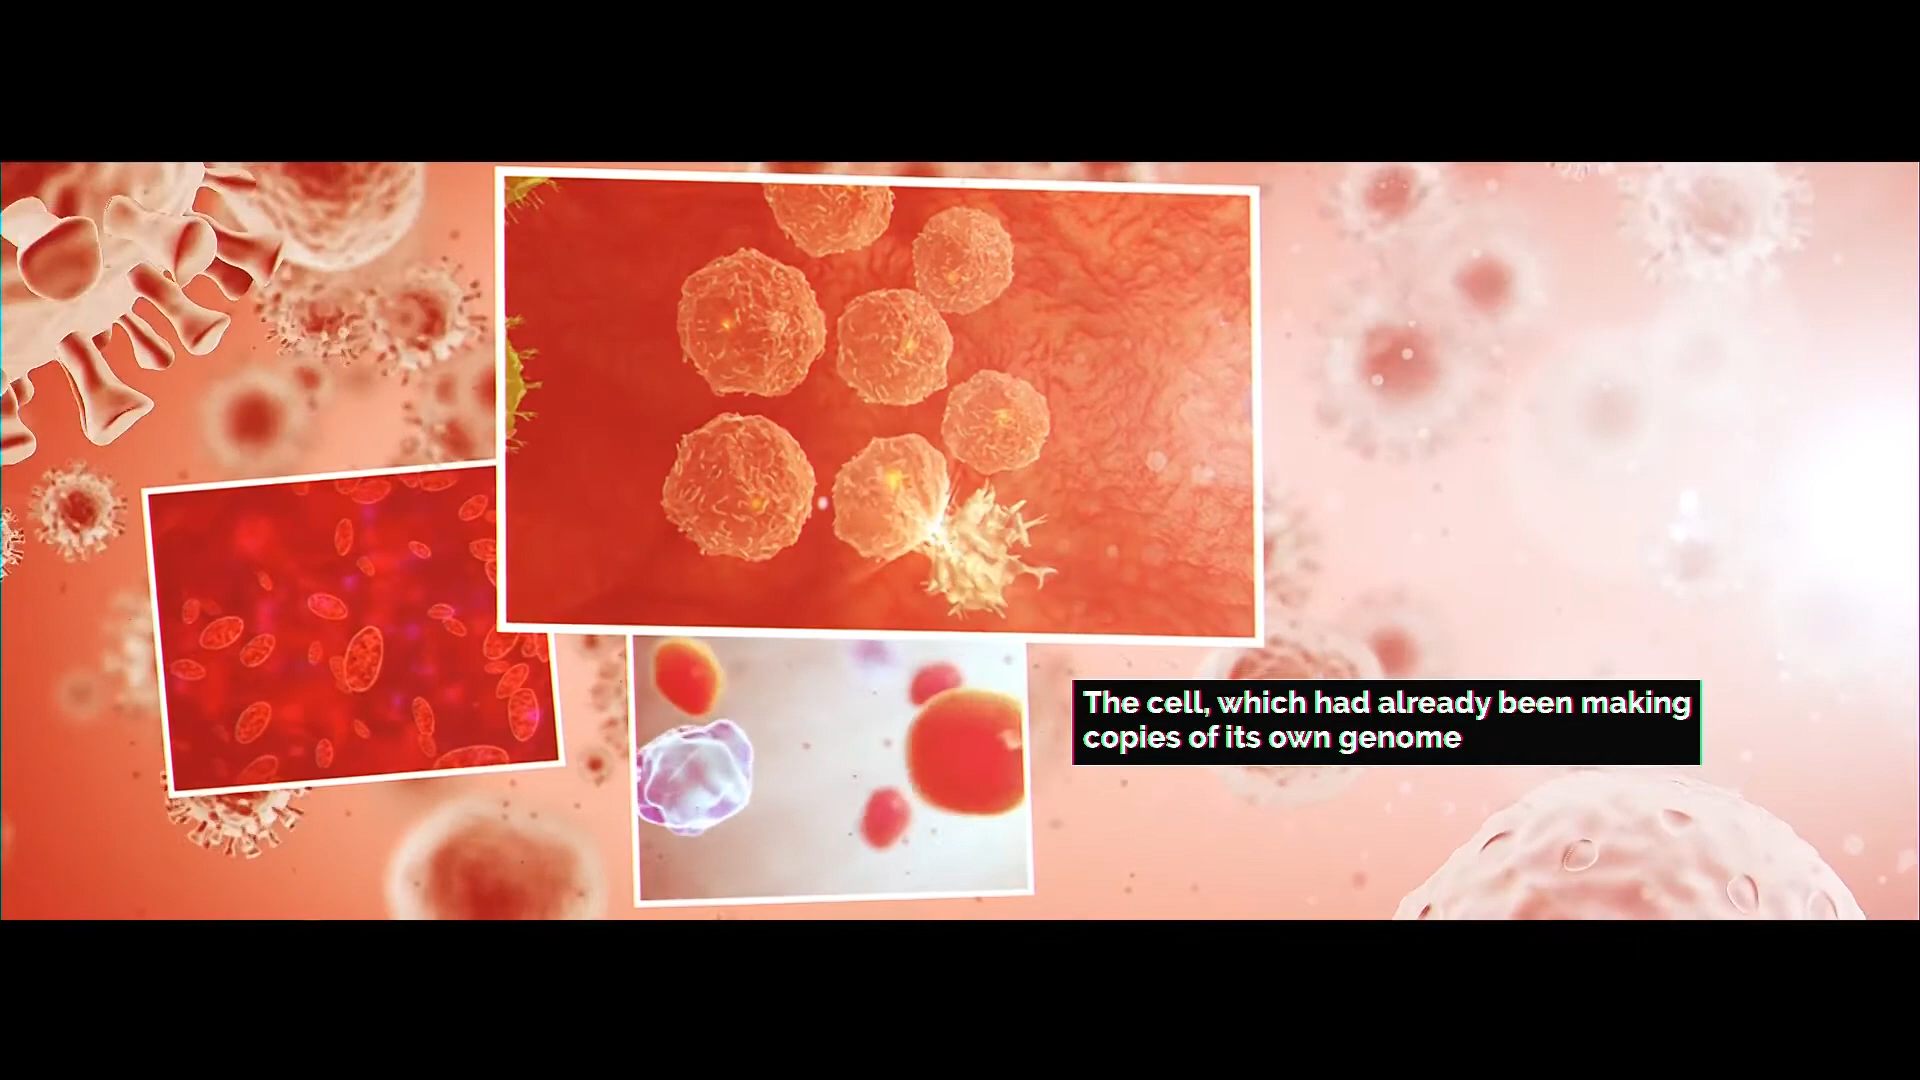 The cell, which had already been making
copies of its own genome